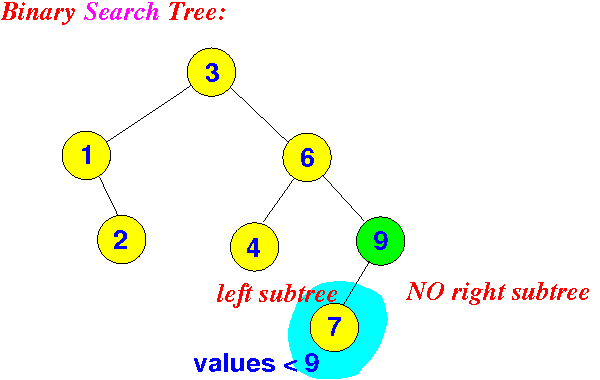 Binary Search Tree:
3
1
6
2
4
9
left subtree
NO right subtree
7
values < 9